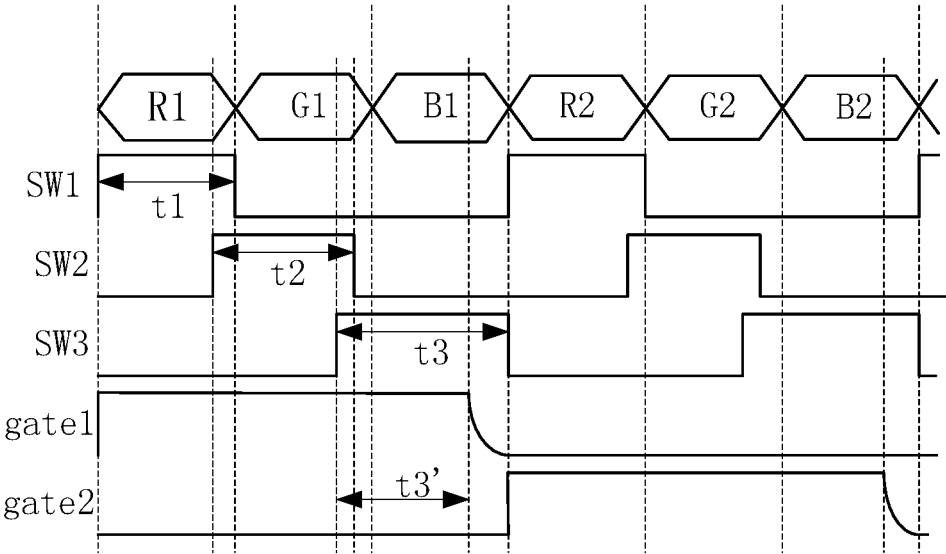 R1 G1 B1 R2 G2 B2
SW1
t1
SW2
t2
SW3
t3
gate1
t3'
gate2